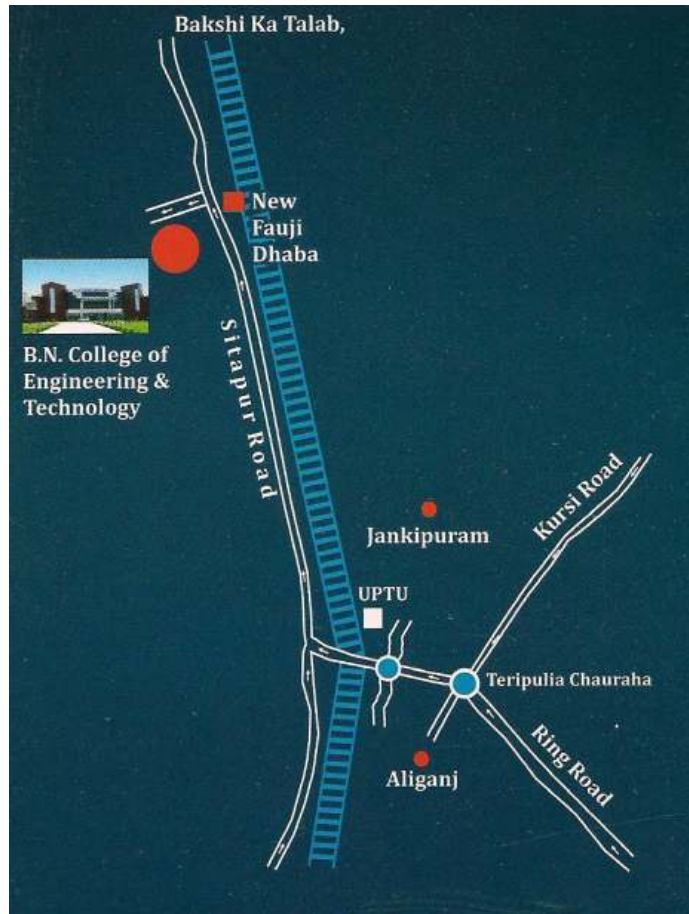 Bakshi Ka Talab,
New
Fauji
Dhaba
B.N. College of
Engineering &
Technology
Sitapur Road
Kursi Road
Jankipuram
UPTU
Teripulia Chauraha
Ring Road
Aliganj